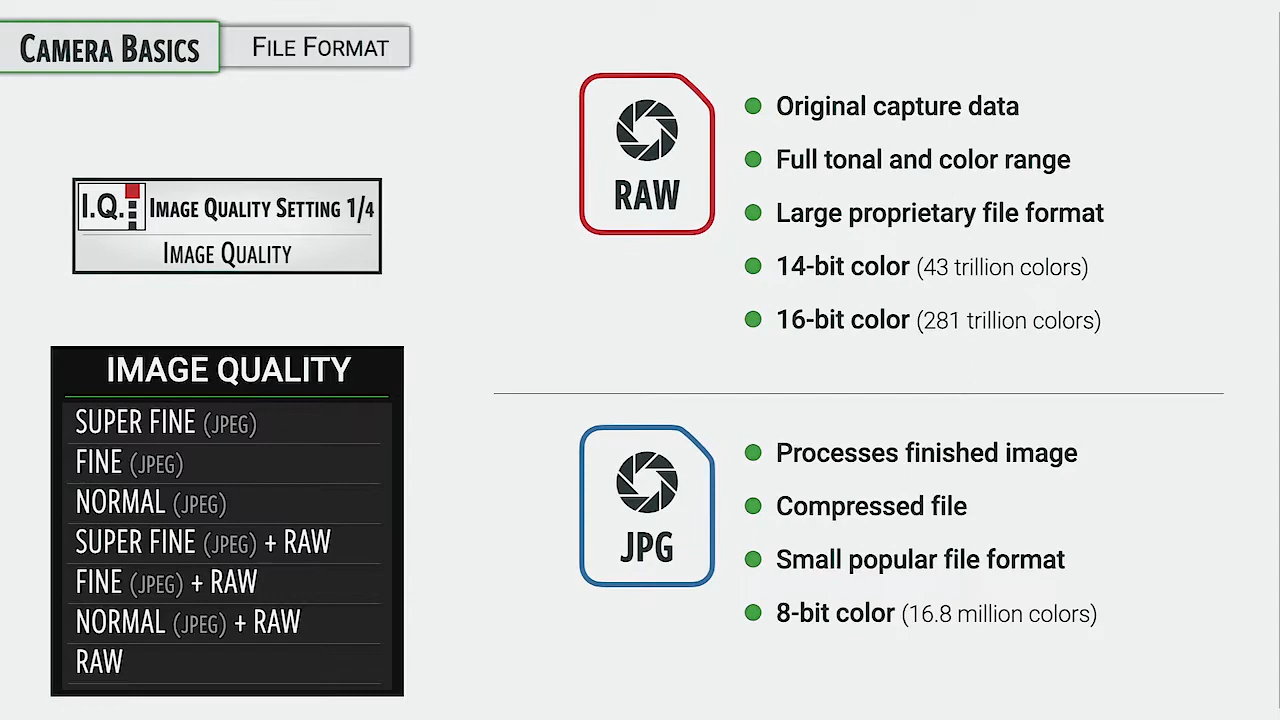 CAMERA BASICS
FILE FORMAT
I.Q. IMAGE QUALITY SETTING 1/4
IMAGE QUALITY
IMAGE QUALITY
SUPER FINE (JPEG)
FINE (JPEG)
NORMAL (JPEG)
SUPER FINE (JPEG) + RAW
FINE (JPEG) + RAW
NORMAL (JPEG) + RAW
RAW
RAW
Original capture data
Full tonal and color range
Large proprietary file format
14-bit color (43 trillion colors)
16-bit color (281 trillion colors)
JPG
Processes finished image
Compressed file
Small popular file format
8-bit color (16.8 million colors)